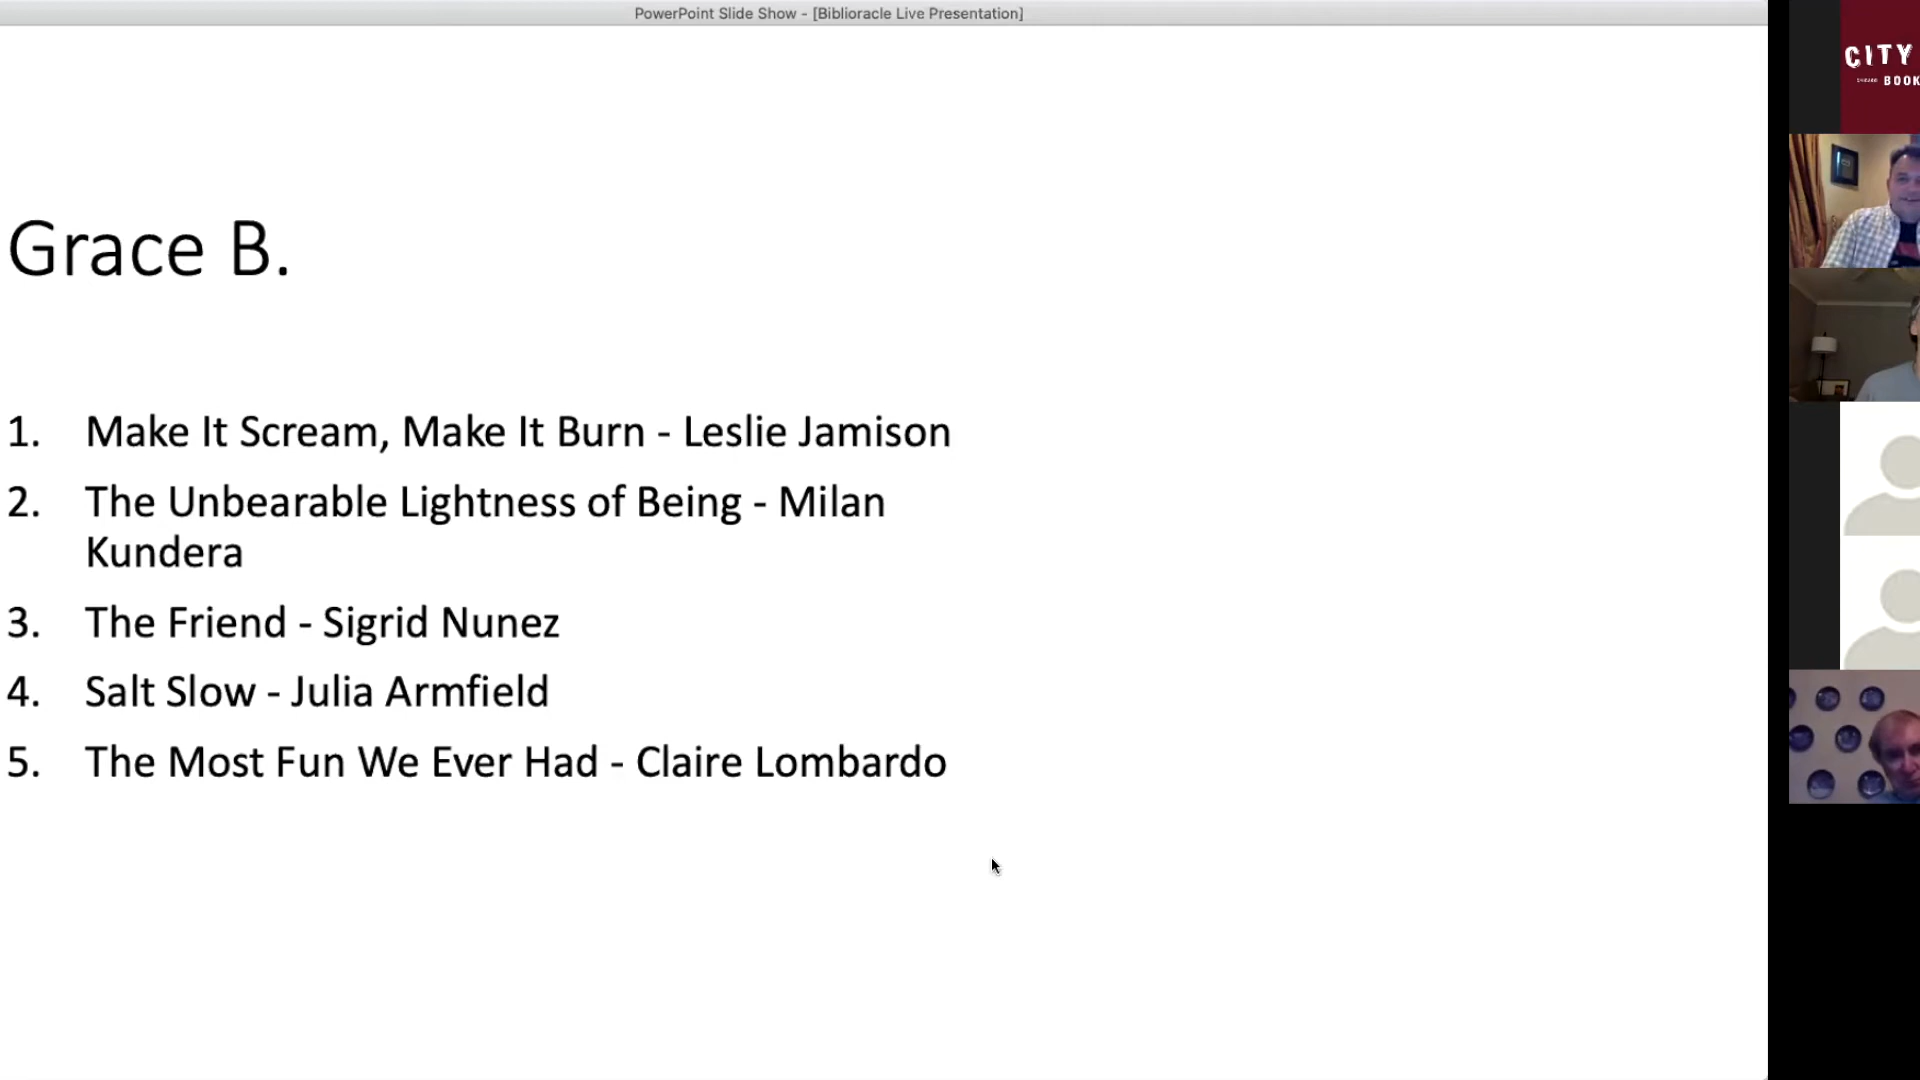 PowerPoint Slide Show - [Biblioracle Live Presentation]
CITY
BOOK
Grace B.
1. Make It Scream, Make It Burn - Leslie Jamison
2. The Unbearable Lightness of Being - Milan
Kundera
3. The Friend - Sigrid Nunez
4. Salt Slow - Julia Armfield
5. The Most Fun We Ever Had - Claire Lombardo